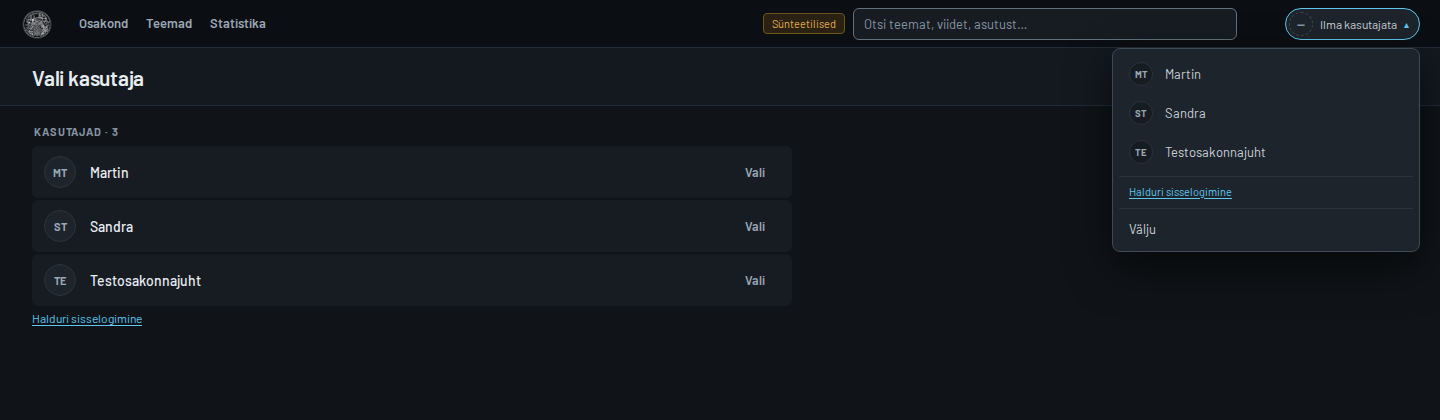 Osakond Teemad Statistika Sünteetilised Otsi teemat, viidet, asutust... – Ilma kasutajata ▲
Vali kasutaja
KASUTAJAD · 3
MT Martin Vali
ST Sandra Vali
TE Testosakonnajuht Vali
Halduri sisselogimine
MT Martin
ST Sandra
TE Testosakonnajuht
Halduri sisselogimine
Välju